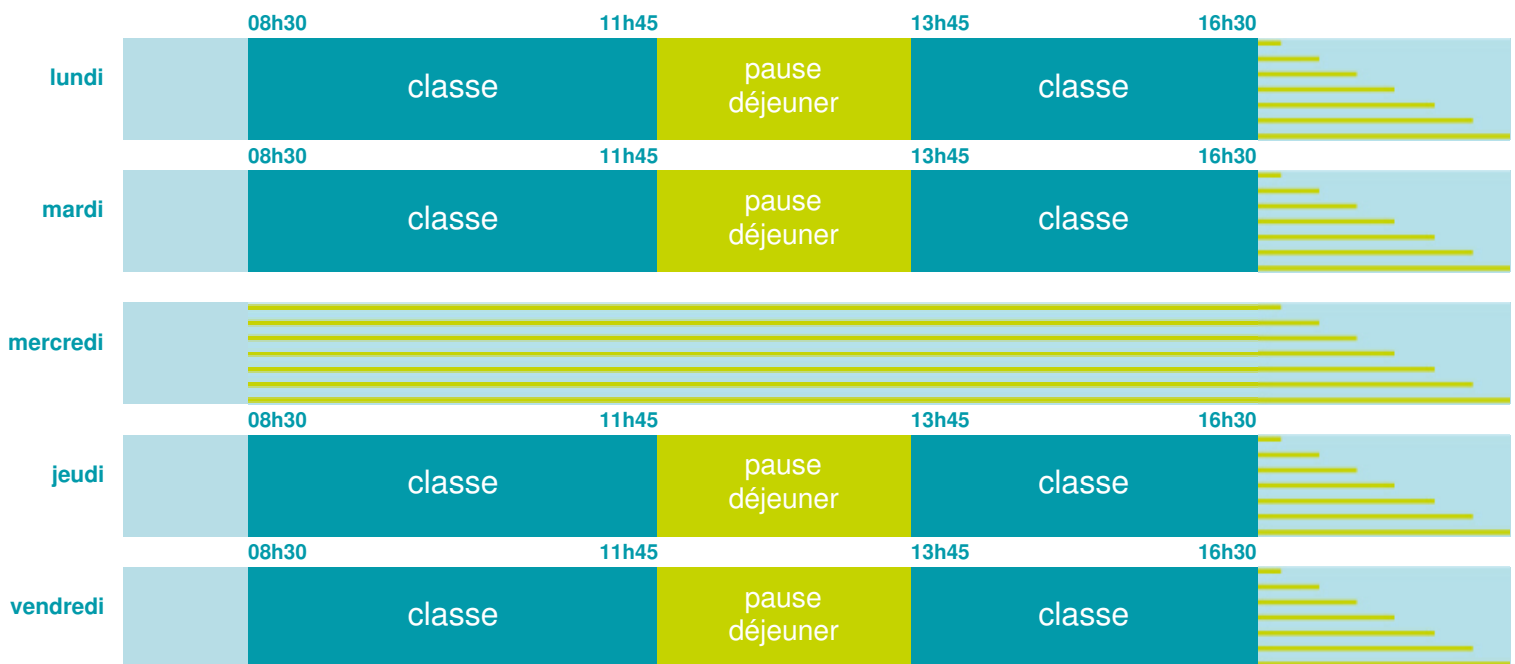 08h30 11h45 13h45 16h30
lundi classe pause déjeuner classe
08h30 11h45 13h45 16h30
mardi classe pause déjeuner classe
mercredi
08h30 11h45 13h45 16h30
jeudi classe pause déjeuner classe
08h30 11h45 13h45 16h30
vendredi classe pause déjeuner classe